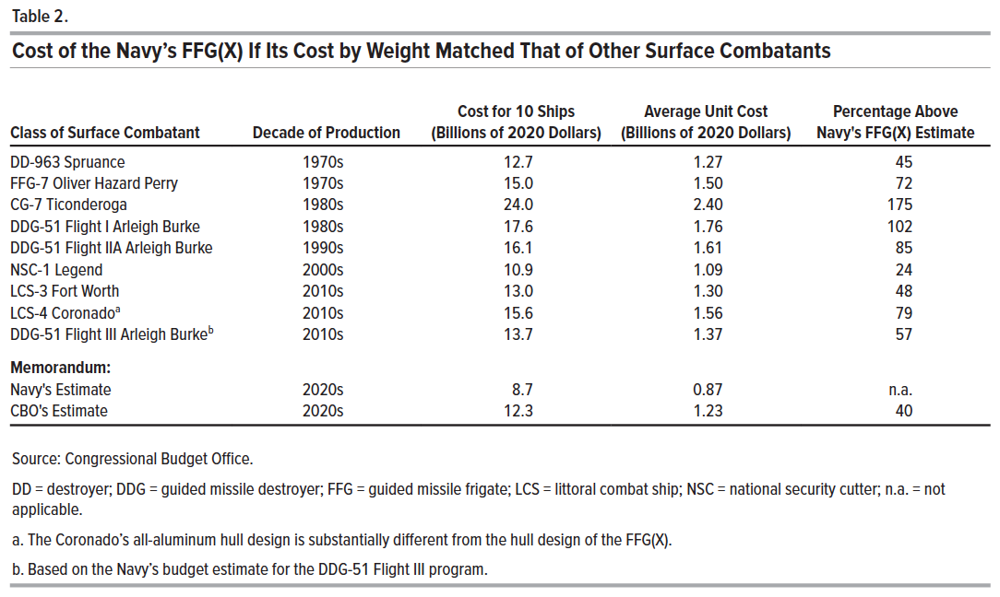 Table 2.
Cost of the Navy’s FFG(X) If Its Cost by Weight Matched That of Other Surface Combatants
Class of Surface Combatant Decade of Production Cost for 10 Ships (Billions of 2020 Dollars) Average Unit Cost (Billions of 2020 Dollars) Percentage Above Navy's FFG(X) Estimate
DD-963 Spruance 1970s 12.7 1.27 45
FFG-7 Oliver Hazard Perry 1970s 15.0 1.50 72
CG-7 Ticonderoga 1980s 24.0 2.40 175
DDG-51 Flight I Arleigh Burke 1980s 17.6 1.76 102
DDG-51 Flight IIA Arleigh Burke 1990s 16.1 1.61 85
NSC-1 Legend 2000s 10.9 1.09 24
LCS-3 Fort Worth 2010s 13.0 1.30 48
LCS-4 Coronadoa 2010s 15.6 1.56 79
DDG-51 Flight III Arleigh Burkeb 2010s 13.7 1.37 57
Memorandum:
Navy's Estimate 2020s 8.7 0.87 n.a.
CBO's Estimate 2020s 12.3 1.23 40
Source: Congressional Budget Office.
DD = destroyer; DDG = guided missile destroyer; FFG = guided missile frigate; LCS = littoral combat ship; NSC = national security cutter; n.a. = not
applicable.
a. The Coronado’s all-aluminum hull design is substantially different from the hull design of the FFG(X).
b. Based on the Navy’s budget estimate for the DDG-51 Flight III program.